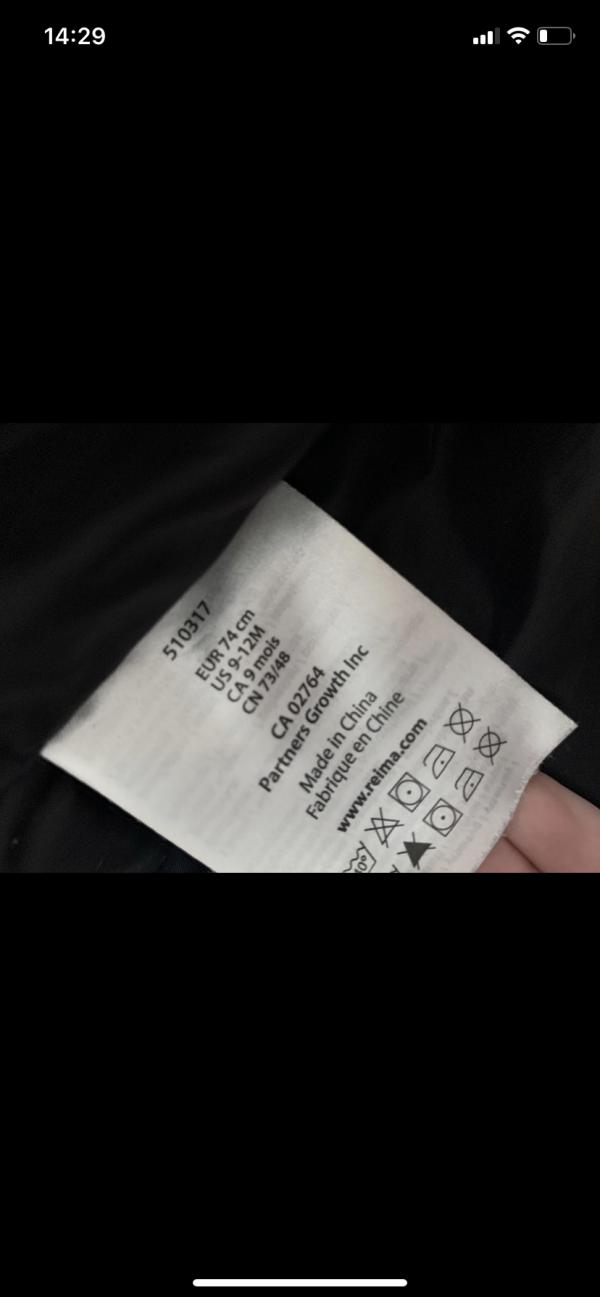 14:29
510317
EUR 74 cm
US 9-12M
CA 9 mois
CN 73/48
CA 02764
Partners Growth Inc
Made in China
Fabrique en Chine
www.reima.com
40°